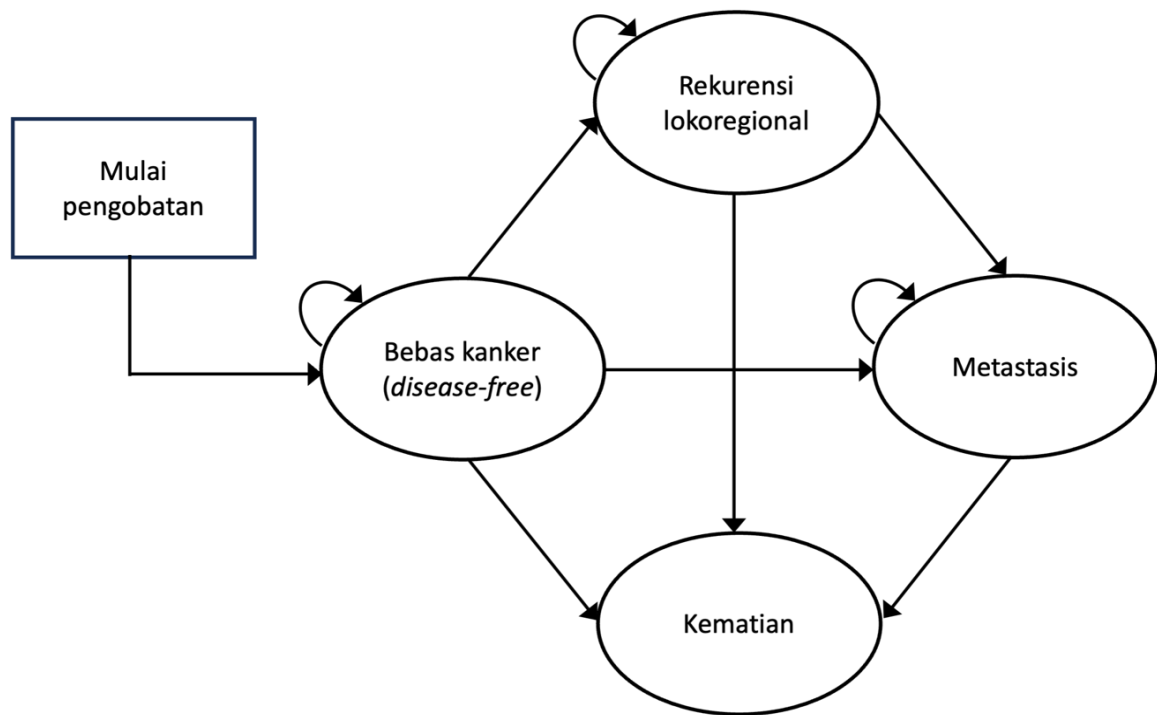 Rekurensi
lokoregional
Mulai
pengobatan
Bebas kanker
(disease-free)
Metastasis
Kematian